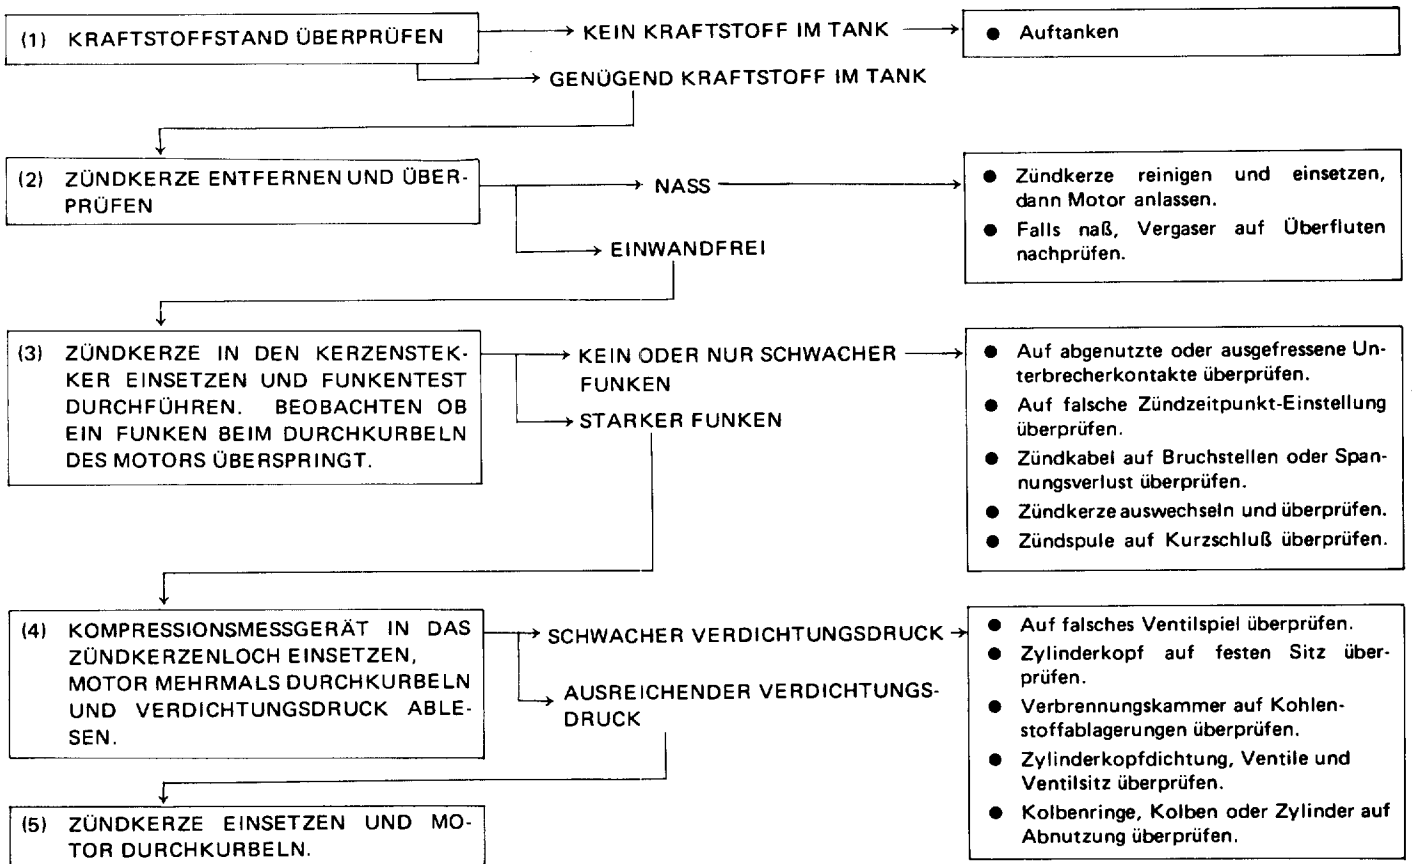 (1) KRAFTSTOFFSTAND ÜBERPRÜFEN
KEIN KRAFTSTOFF IM TANK
● Auftanken
GENÜGEND KRAFTSTOFF IM TANK
(2) ZÜNDKERZE ENTFERNEN UND ÜBER-
PRÜFEN
NASS
● Zündkerze reinigen und einsetzen,
dann Motor anlassen.
● Falls naß, Vergaser auf Überfluten
nachprüfen.
EINWANDFREI
(3) ZÜNDKERZE IN DEN KERZENSTEK-
KER EINSETZEN UND FUNKENTEST
DURCHFÜHREN. BEOBACHTEN OB
EIN FUNKEN BEIM DURCHKURBELN
DES MOTORS ÜBERSPRINGT.
KEIN ODER NUR SCHWACHER
FUNKEN
● Auf abgenutzte oder ausgefressene Un-
terbrecherkontakte überprüfen.
● Auf falsche Zündzeitpunkt-Einstellung
überprüfen.
● Zündkabel auf Bruchstellen oder Span-
nungsverlust überprüfen.
● Zündkerze auswechseln und überprüfen.
● Zündspule auf Kurzschluß überprüfen.
STARKER FUNKEN
(4) KOMPRESSIONSMESSGERÄT IN DAS
ZÜNDKERZENLOCH EINSETZEN,
MOTOR MEHRMALS DURCHKURBELN
UND VERDICHTUNGSDRUCK ABLE-
SEN.
SCHWACHER VERDICHTUNGSDRUCK
● Auf falsches Ventilspiel überprüfen.
● Zylinderkopf auf festen Sitz über-
prüfen.
● Verbrennungskammer auf Kohlen-
stoffablagerungen überprüfen.
● Zylinderkopfdichtung, Ventile und
Ventilsitz überprüfen.
● Kolbenringe, Kolben oder Zylinder auf
Abnutzung überprüfen.
AUSREICHENDER VERDICHTUNGS-
DRUCK
(5) ZÜNDKERZE EINSETZEN UND MO-
TOR DURCHKURBELN.